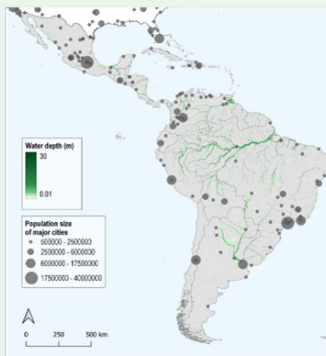 Water depth (m)
30
0.01
Population size
of major cities
500000 - 2500000
2500000 - 6000000
6000000 - 17500000
17500000 - 40000000
0 250 500 km